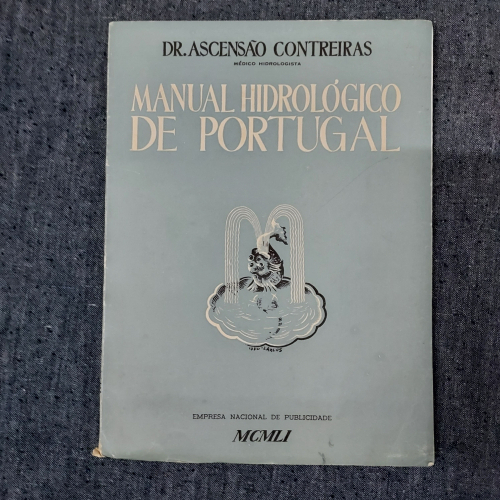 DR. ASCENSÃO CONTREIRAS
MÉDICO HIDROLOGISTA
MANUAL HIDROLÓGICO
DE PORTUGAL
EMPRESA NACIONAL DE PUBLICIDADE
MCMLI